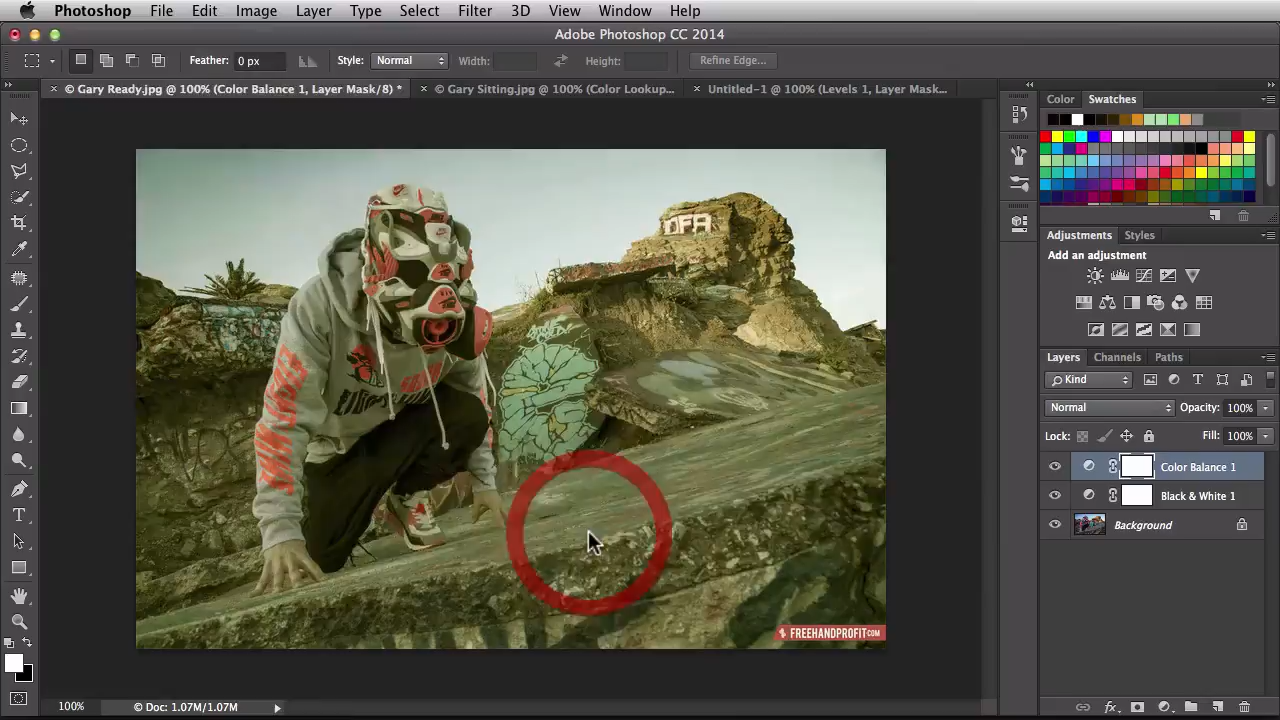 Photoshop File Edit Image Layer Type Select Filter 3D View Window Help
Adobe Photoshop CC 2014
Feather: 0 px Style: Normal Width: Height: Refine Edge...
© Gary Ready.jpg @ 100% (Color Balance 1, Layer Mask/8) * © Gary Sitting.jpg @ 100% (Color Lookup... Untitled-1 @ 100% (Levels 1, Layer Mask...
Color Swatches
Adjustments Styles
Add an adjustment
Layers Channels Paths
Kind
Normal Opacity: 100%
Lock: Fill: 100%
Color Balance 1
Black & White 1
Background
FREEHANDPROFIT.COM
100% © Doc: 1.07M/1.07M